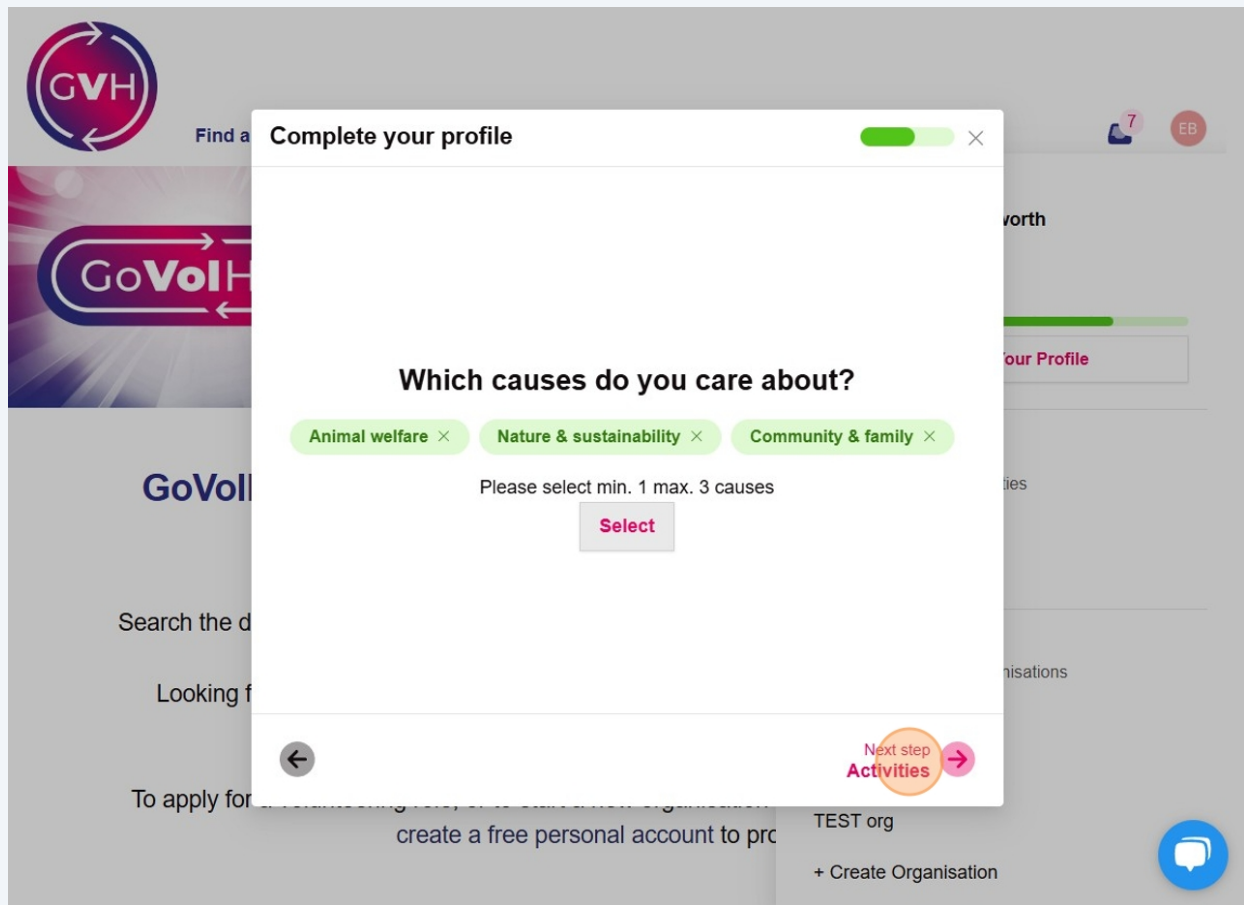 GVH
Find a
7
EB
Complete your profile
GoVolH
worth
Your Profile
Which causes do you care about?
Animal welfare ×
Nature & sustainability ×
Community & family ×
Please select min. 1 max. 3 causes
Select
GoVol
ties
Search the d
Looking f
nisations
Next step
Activities
To apply for
create a free personal account to pro
TEST org
+ Create Organisation